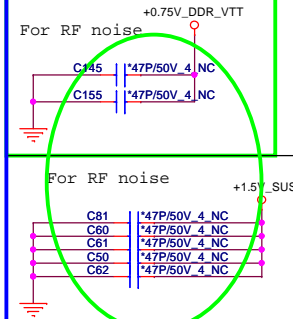 +0.75V_DDR_VTT
For RF noise
C145 *47P/50V_4_NC
C155 *47P/50V_4_NC
For RF noise
+1.5V_SUS
C81 *47P/50V_4_NC
C60 *47P/50V_4_NC
C61 *47P/50V_4_NC
C50 *47P/50V_4_NC
C62 *47P/50V_4_NC